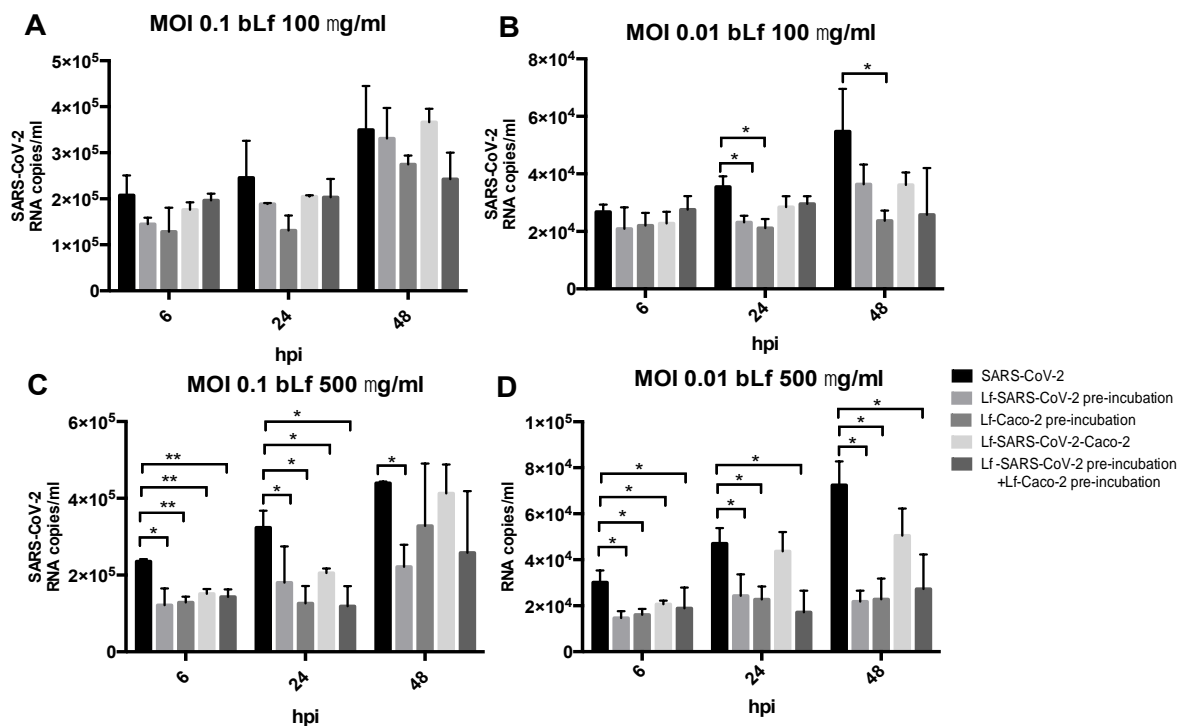 A
MOI 0.1 bLf 100 mg/ml
SARS-CoV-2
RNA copies/ml
5×10⁵
4×10⁵
3×10⁵
2×10⁵
1×10⁵
0
6
24
48
hpi
B
MOI 0.01 bLf 100 mg/ml
SARS-CoV-2
RNA copies/ml
8×10⁴
6×10⁴
4×10⁴
2×10⁴
0
*
*
*
6
24
48
hpi
C
MOI 0.1 bLf 500 mg/ml
SARS-CoV-2
RNA copies/ml
6×10⁵
4×10⁵
2×10⁵
0
**
**
**
*
*
*
*
*
*
6
24
48
hpi
D
MOI 0.01 bLf 500 mg/ml
RNA copies/ml
1×10⁵
8×10⁴
6×10⁴
4×10⁴
2×10⁴
0
*
*
*
*
*
*
*
*
*
*
6
24
48
hpi
SARS-CoV-2
Lf-SARS-CoV-2 pre-incubation
Lf-Caco-2 pre-incubation
Lf-SARS-CoV-2-Caco-2
Lf -SARS-CoV-2 pre-incubation
+Lf-Caco-2 pre-incubation